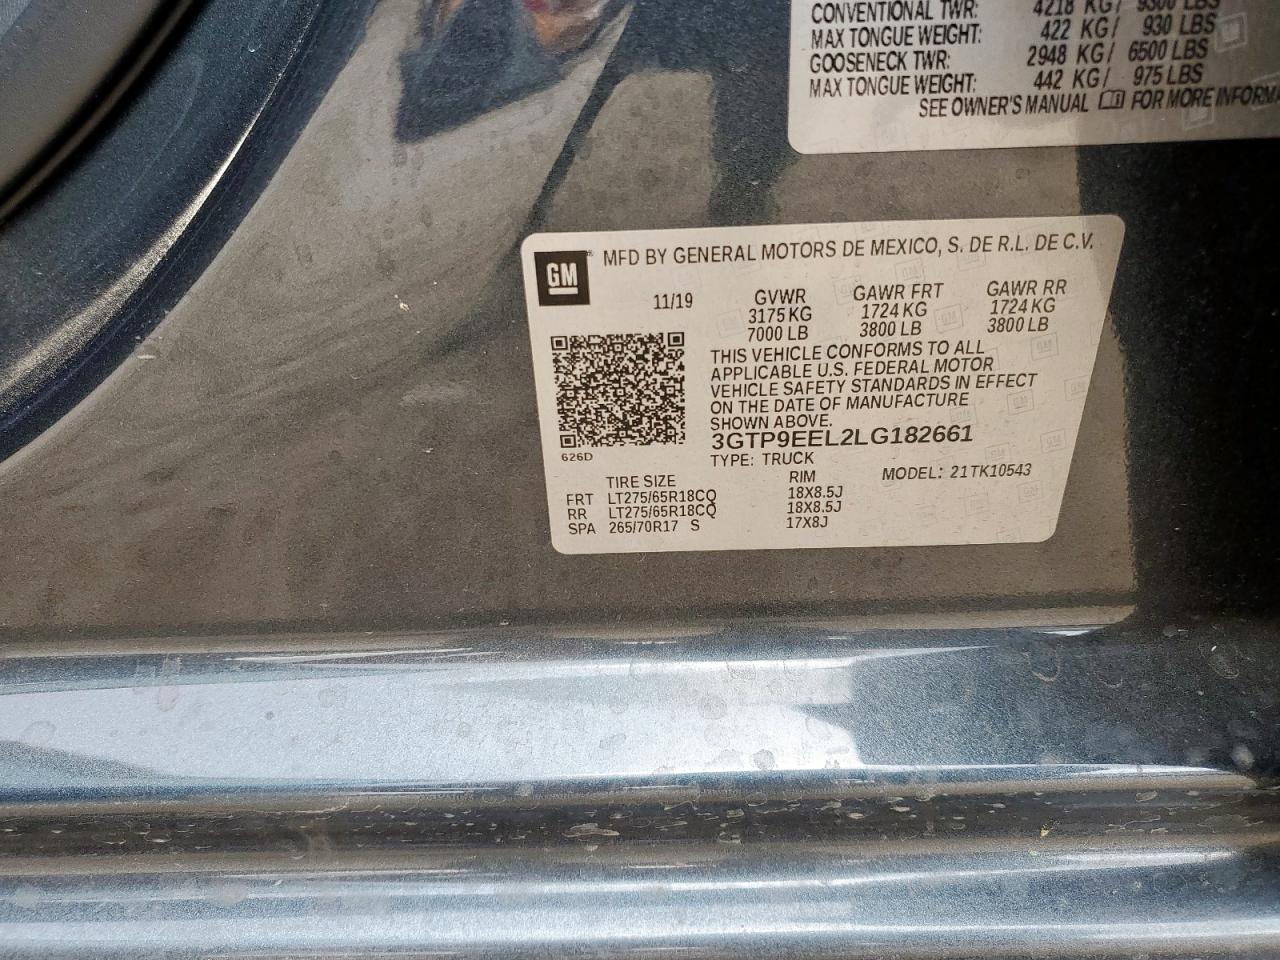 CONVENTIONAL TWR: 4218 KG/ 9300 LBS
MAX TONGUE WEIGHT: 422 KG/ 930 LBS
GOOSENECK TWR: 2948 KG/ 6500 LBS
MAX TONGUE WEIGHT: 442 KG/ 975 LBS
SEE OWNER'S MANUAL FOR MORE INFORMA
GM MFD BY GENERAL MOTORS DE MEXICO, S. DE R.L. DE C.V.
11/19 GVWR GAWR FRT GAWR RR
3175 KG 1724 KG 1724 KG
7000 LB 3800 LB 3800 LB
THIS VEHICLE CONFORMS TO ALL
APPLICABLE U.S. FEDERAL MOTOR
VEHICLE SAFETY STANDARDS IN EFFECT
ON THE DATE OF MANUFACTURE
SHOWN ABOVE.
3GTP9EEL2LG182661
626D
TYPE: TRUCK MODEL: 21TK10543
TIRE SIZE RIM
FRT LT275/65R18CQ 18X8.5J
RR LT275/65R18CQ 18X8.5J
SPA 265/70R17 S 17X8J